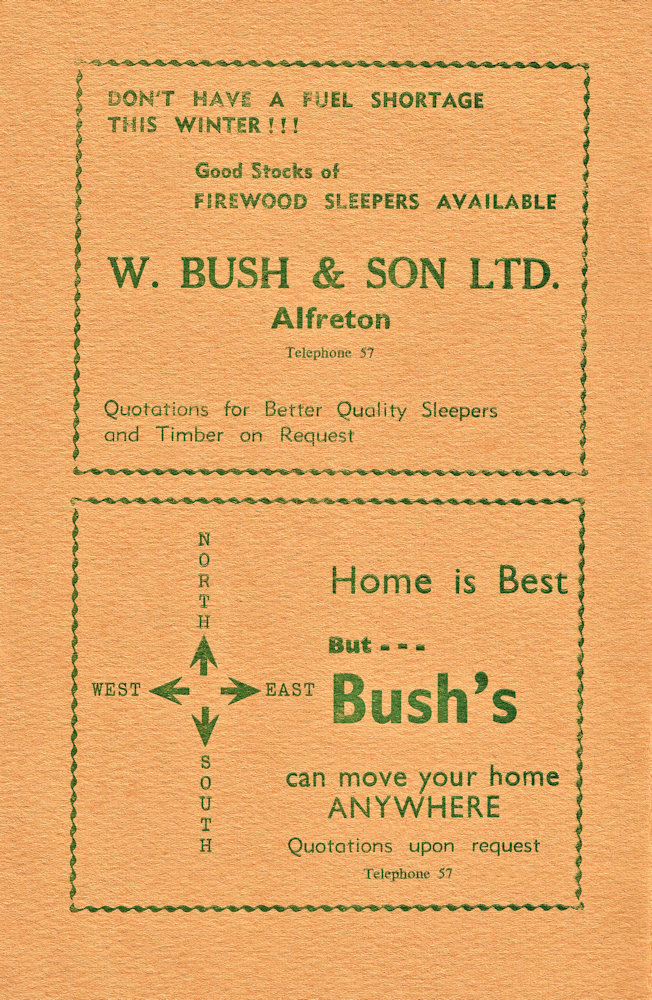 DON'T HAVE A FUEL SHORTAGE
THIS WINTER!!!
Good Stocks of
FIREWOOD SLEEPERS AVAILABLE
W. BUSH & SON LTD.
Alfreton
Telephone 57
Quotations for Better Quality Sleepers
and Timber on Request
NORTH
WEST
EAST
SOUTH
Home is Best
But - - -
Bush's
can move your home
ANYWHERE
Quotations upon request
Telephone 57